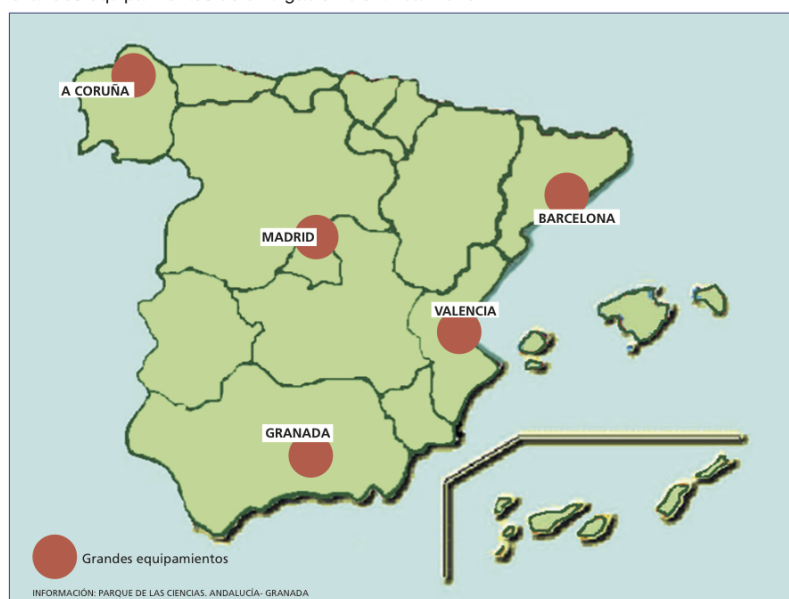 A CORUÑA
BARCELONA
MADRID
VALENCIA
GRANADA
Grandes equipamientos
INFORMACIÓN: PARQUE DE LAS CIENCIAS. ANDALUCÍA- GRANADA